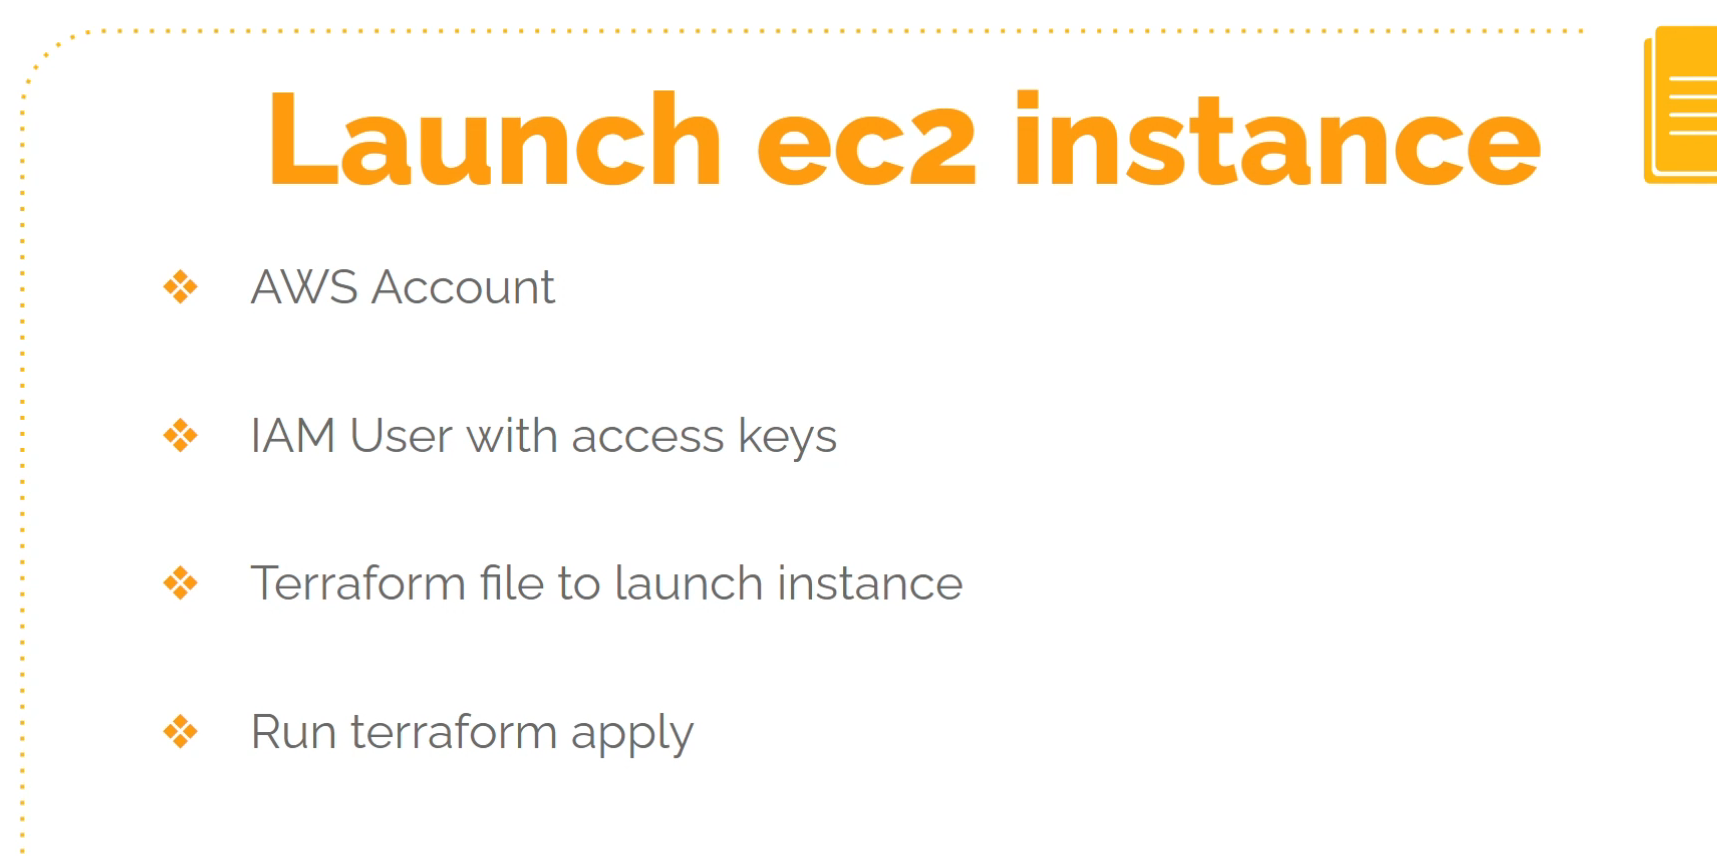 Launch ec2 instance
AWS Account
IAM User with access keys
Terraform file to launch instance
Run terraform apply